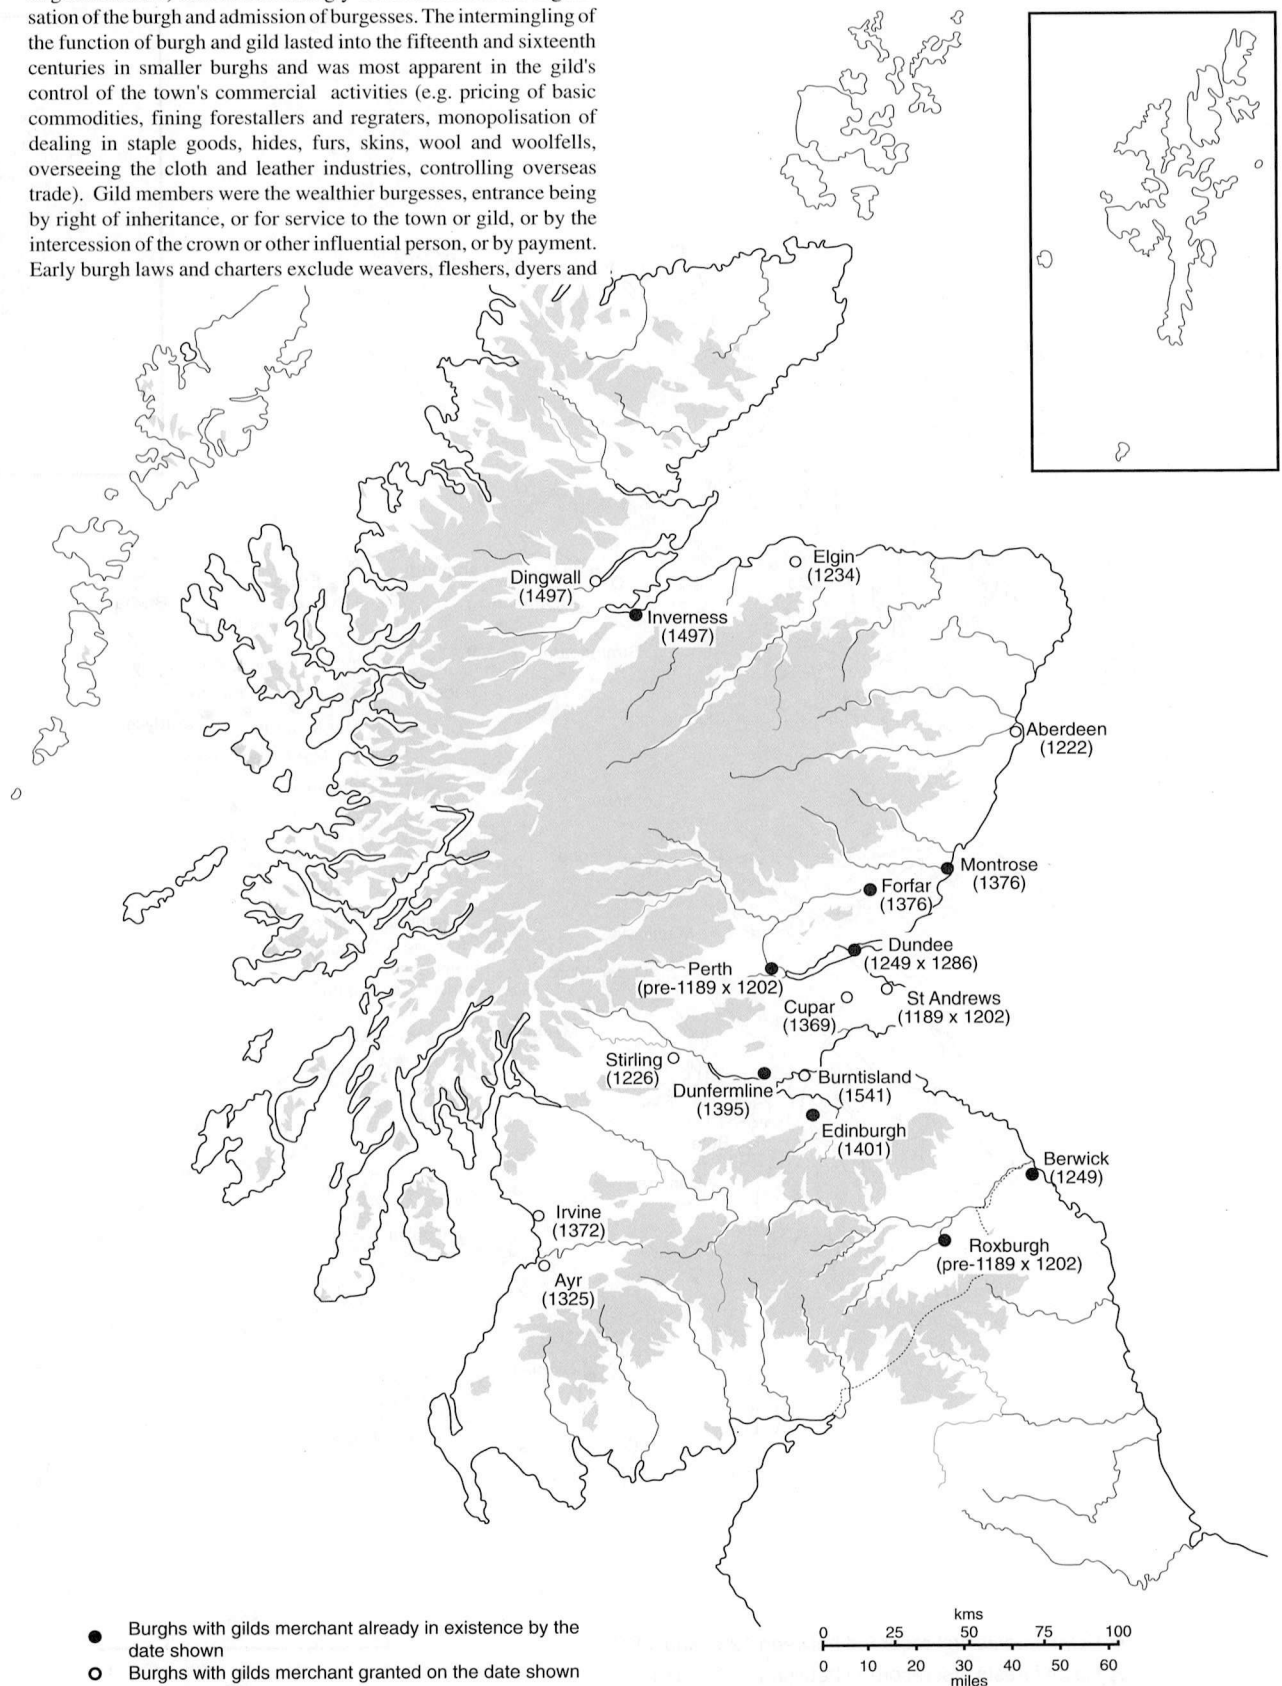 sation of the burgh and admission of burgesses. The intermingling of
the function of burgh and gild lasted into the fifteenth and sixteenth
centuries in smaller burghs and was most apparent in the gild's
control of the town's commercial activities (e.g. pricing of basic
commodities, fining forestallers and regraters, monopolisation of
dealing in staple goods, hides, furs, skins, wool and woolfells,
overseeing the cloth and leather industries, controlling overseas
trade). Gild members were the wealthier burgesses, entrance being
by right of inheritance, or for service to the town or gild, or by the
intercession of the crown or other influential person, or by payment.
Early burgh laws and charters exclude weavers, fleshers, dyers and
Elgin
(1234)
Dingwall
(1497)
Inverness
(1497)
Aberdeen
(1222)
Montrose
(1376)
Forfar
(1376)
Dundee
(1249 x 1286)
Perth
(pre-1189 x 1202)
St Andrews
(1189 x 1202)
Cupar
(1369)
Stirling
(1226)
Burntisland
(1541)
Dunfermline
(1395)
Edinburgh
(1401)
Berwick
(1249)
Irvine
(1372)
Roxburgh
(pre-1189 x 1202)
Ayr
(1325)
Burghs with gilds merchant already in existence by the
date shown
Burghs with gilds merchant granted on the date shown
kms
0 25 50 75 100
0 10 20 30 40 50 60
miles